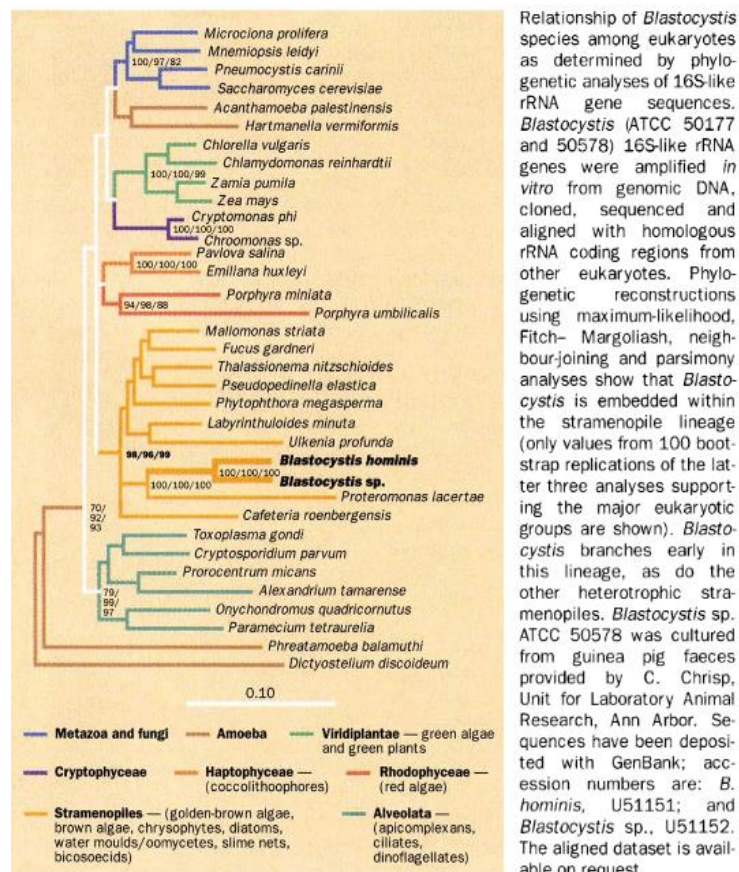 Microciona prolifera
Mnemiopsis leidyi
100/97/82
Pneumocystis carinii
Saccharomyces cerevisiae
Acanthamoeba palestinensis
Hartmanella vermiformis
Chlorella vulgaris
Chlamydomonas reinhardtii
100/100/99
Zamia pumila
Zea mays
Cryptomonas phi
100/100/100
Chroomonas sp.
Pavlova salina
100/100/100
Emiliana huxleyi
Porphyra miniata
94/98/88
Porphyra umbilicalis
Mallomonas striata
Fucus gardneri
Thalassionema nitzschioides
Pseudopedinella elastica
Phytophthora megasperma
Labyrinthuloides minuta
Ulkenia profunda
98/96/99
Blastocystis hominis
100/100/100
Blastocystis sp.
100/100/100
Proteromonas lacertae
Cafeteria roenbergensis
70/
92/
93
Toxoplasma gondi
Cryptosporidium parvum
Prorocentrum micans
Alexandrium tamarense
79/
99/
97
Onychondromus quadricornutus
Paramecium tetraurelia
Phreatamoeba balamuthi
Dictyostelium discoideum
0.10
Metazoa and fungi
Amoeba
Viridiplantae — green algae
and green plants
Cryptophyceae
Haptophyceae —
(coccolithoophores)
Rhodophyceae —
(red algae)
Stramenopiles — (golden-brown algae,
brown algae, chrysophytes, diatoms,
water moulds/oomycetes, slime nets,
bicosoecids)
Alveolata —
(apicomplexans,
ciliates,
dinoflagellates)
Relationship of Blastocystis
species among eukaryotes
as determined by phylo-
genetic analyses of 16S-like
rRNA gene sequences.
Blastocystis (ATCC 50177
and 50578) 16S-like rRNA
genes were amplified in
vitro from genomic DNA,
cloned, sequenced and
aligned with homologous
rRNA coding regions from
other eukaryotes. Phylo-
genetic reconstructions
using maximum-likelihood,
Fitch– Margoliash, neigh-
bour-joining and parsimony
analyses show that Blasto-
cystis is embedded within
the stramenopile lineage
(only values from 100 boot-
strap replications of the lat-
ter three analyses support-
ing the major eukaryotic
groups are shown). Blasto-
cystis branches early in
this lineage, as do the
other heterotrophic stra-
menopiles. Blastocystis sp.
ATCC 50578 was cultured
from guinea pig faeces
provided by C. Chrisp,
Unit for Laboratory Animal
Research, Ann Arbor. Se-
quences have been deposi-
ted with GenBank; acc-
ession numbers are: B.
hominis, U51151; and
Blastocystis sp., U51152.
The aligned dataset is avail-
able on request